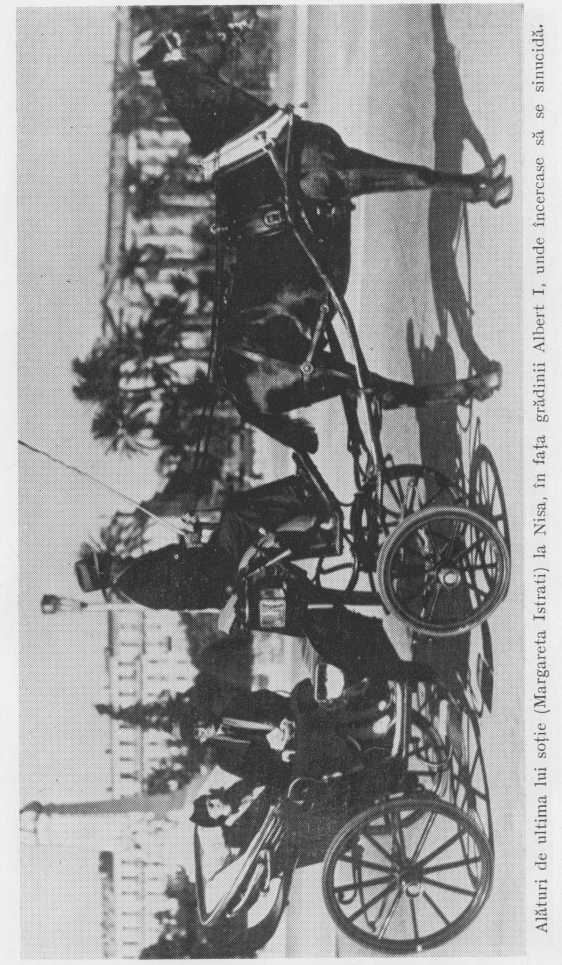 Alături de ultima lui soție (Margareta Istrati) la Nisa, în fața grădinii Albert I, unde încercase să se sinucidă.